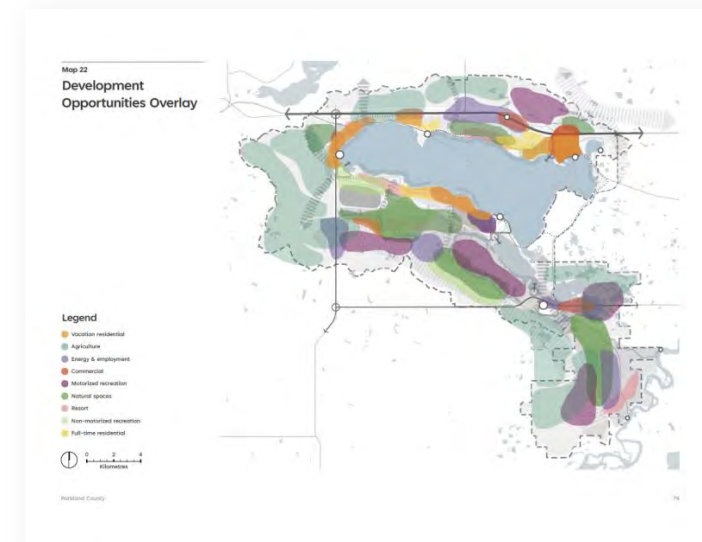 Map 22
Development
Opportunities Overlay
Legend
Vacation residential
Agriculture
Energy & employment
Commercial
Motorized recreation
Natural spaces
Resort
Non-motorized recreation
Full-time residential
0 2 4
Kilometres
Parkland County